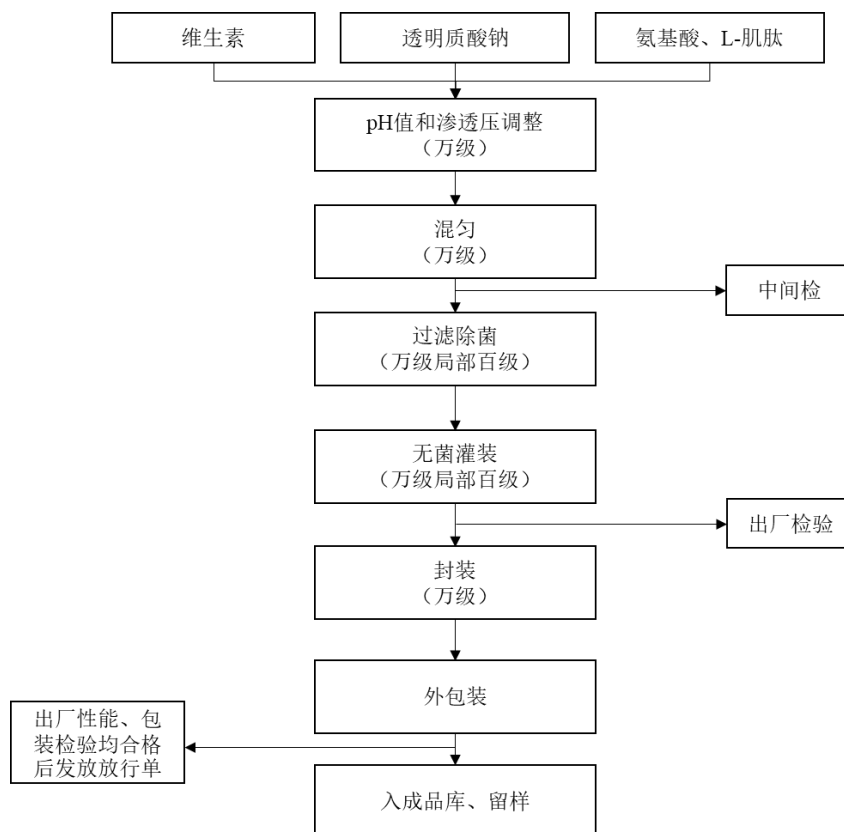 维生素
透明质酸钠
氨基酸、L-肌肽
pH值和渗透压调整
（万级）
混匀
（万级）
中间检
过滤除菌
（万级局部百级）
无菌灌装
（万级局部百级）
出厂检验
封装
（万级）
外包装
出厂性能、包
装检验均合格
后发放放行单
入成品库、留样